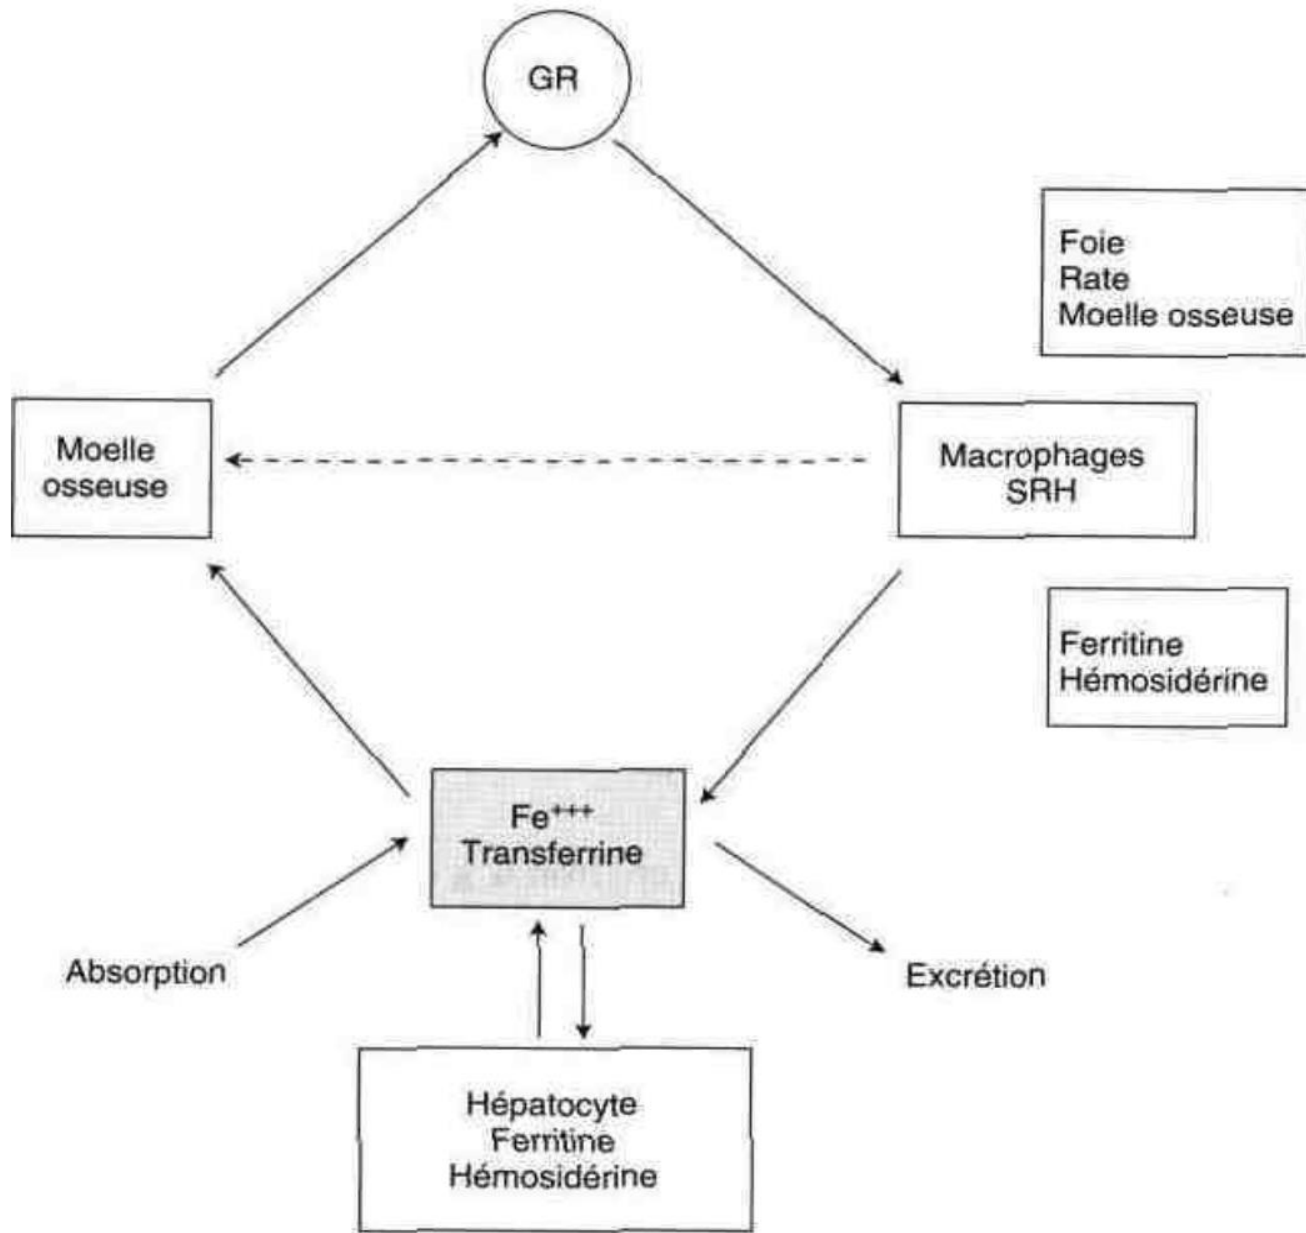 GR
Foie
Rate
Moelle osseuse
Moelle
osseuse
Macrophages
SRH
Ferritine
Hémosidérine
Fe+++
Transferrine
Absorption
Excrétion
Hépatocyte
Ferritine
Hémosidérine